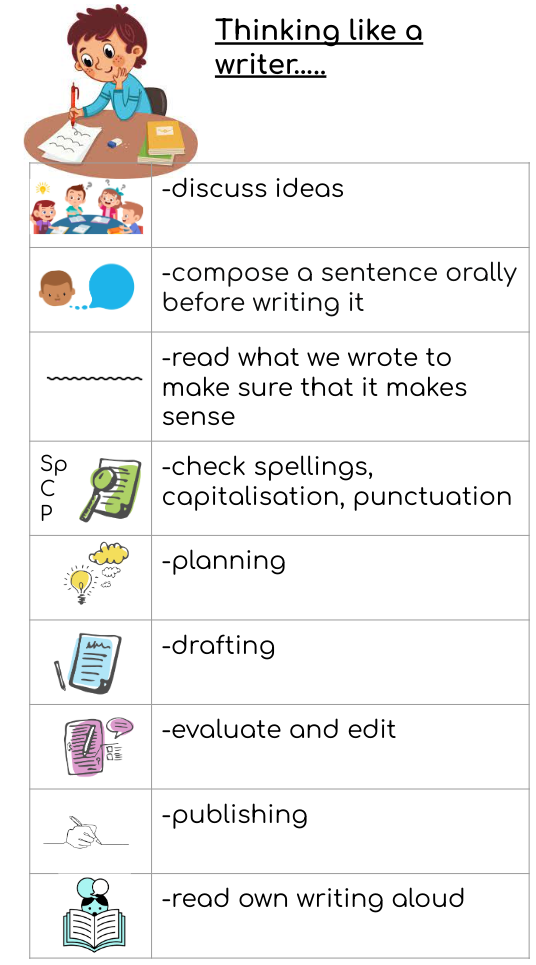 Thinking like a
writer.....
-discuss ideas
-compose a sentence orally
before writing it
-read what we wrote to
make sure that it makes
sense
Sp
C
P
-check spellings,
capitalisation, punctuation
-planning
-drafting
-evaluate and edit
-publishing
-read own writing aloud